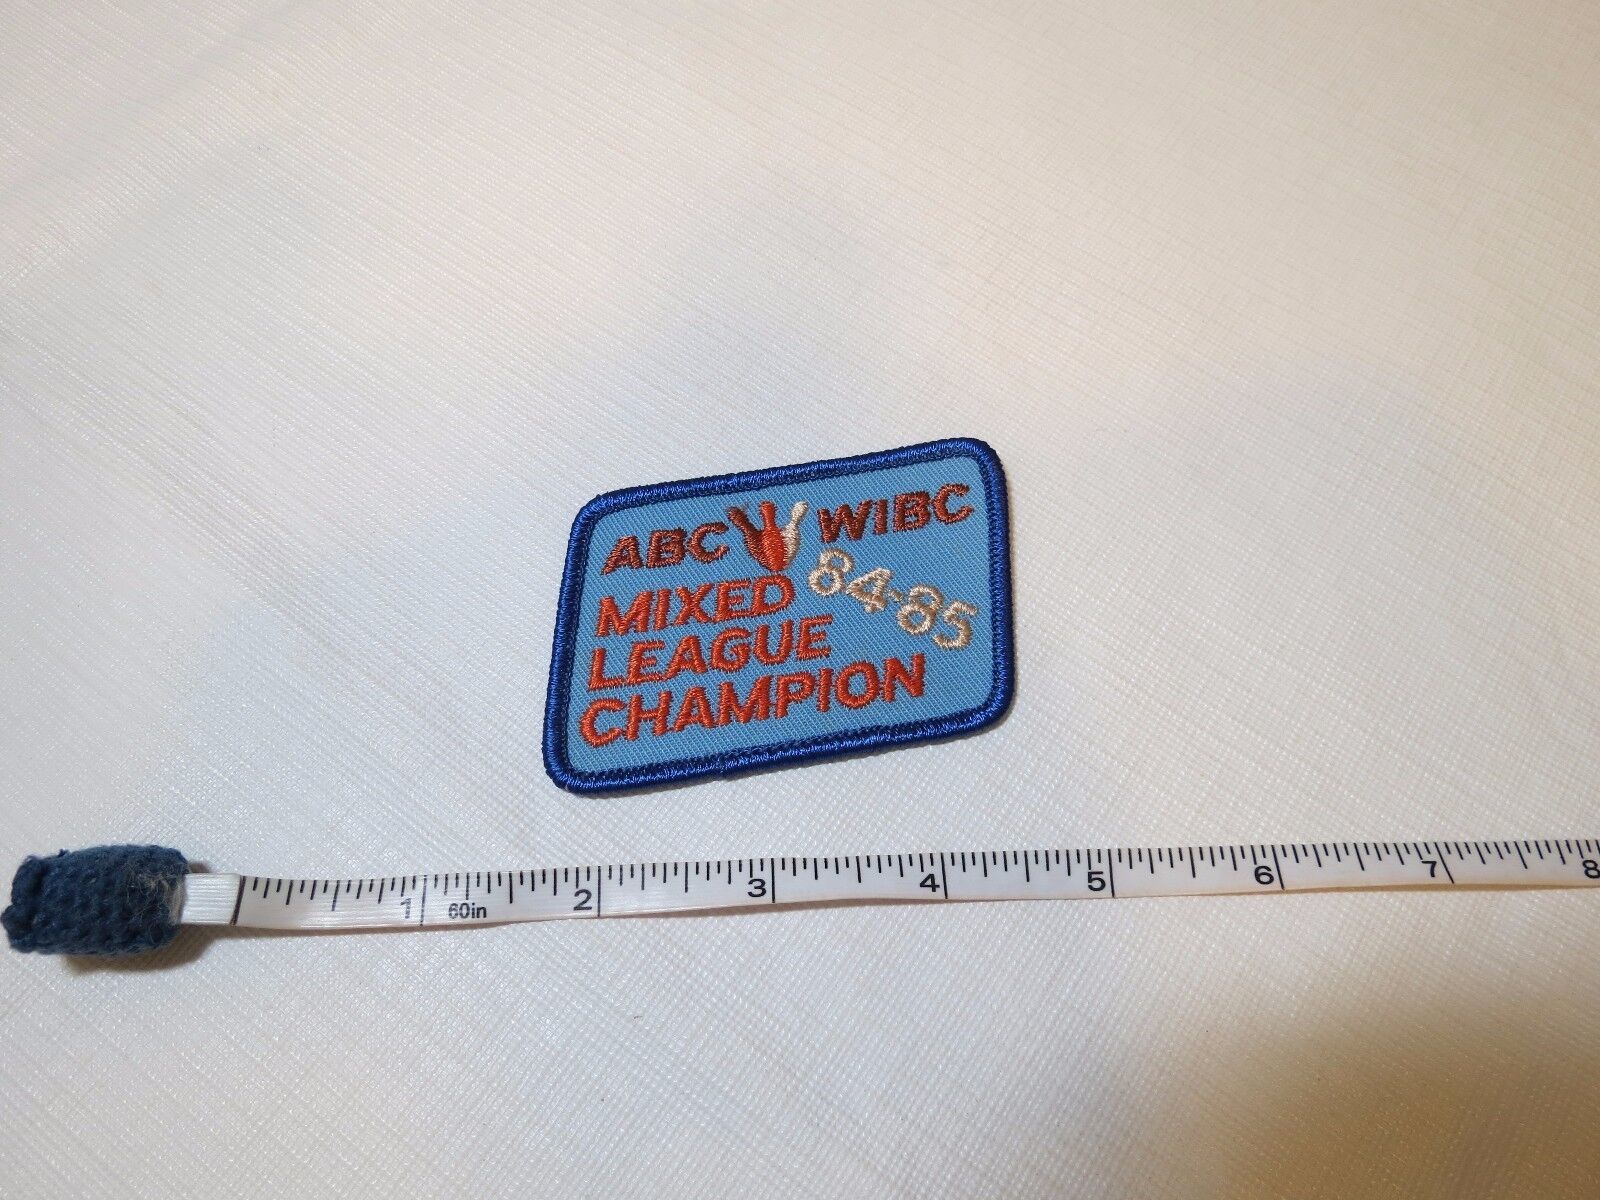 ABC WIBC
84-85
MIXED
LEAGUE
CHAMPION
1 60in 2 3 4 5 6 7 8